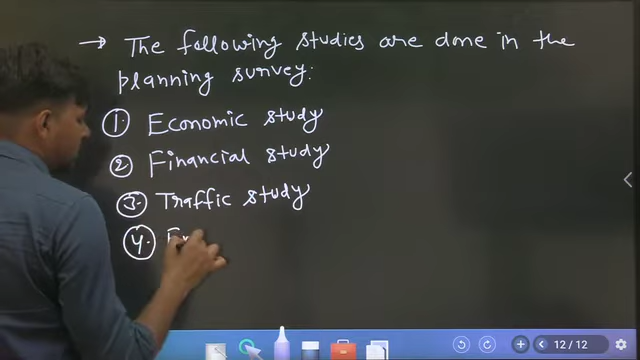 → The following studies are done in the
planning survey:
1. Economic study
2. Financial study
3. Traffic study
4.
12 / 12